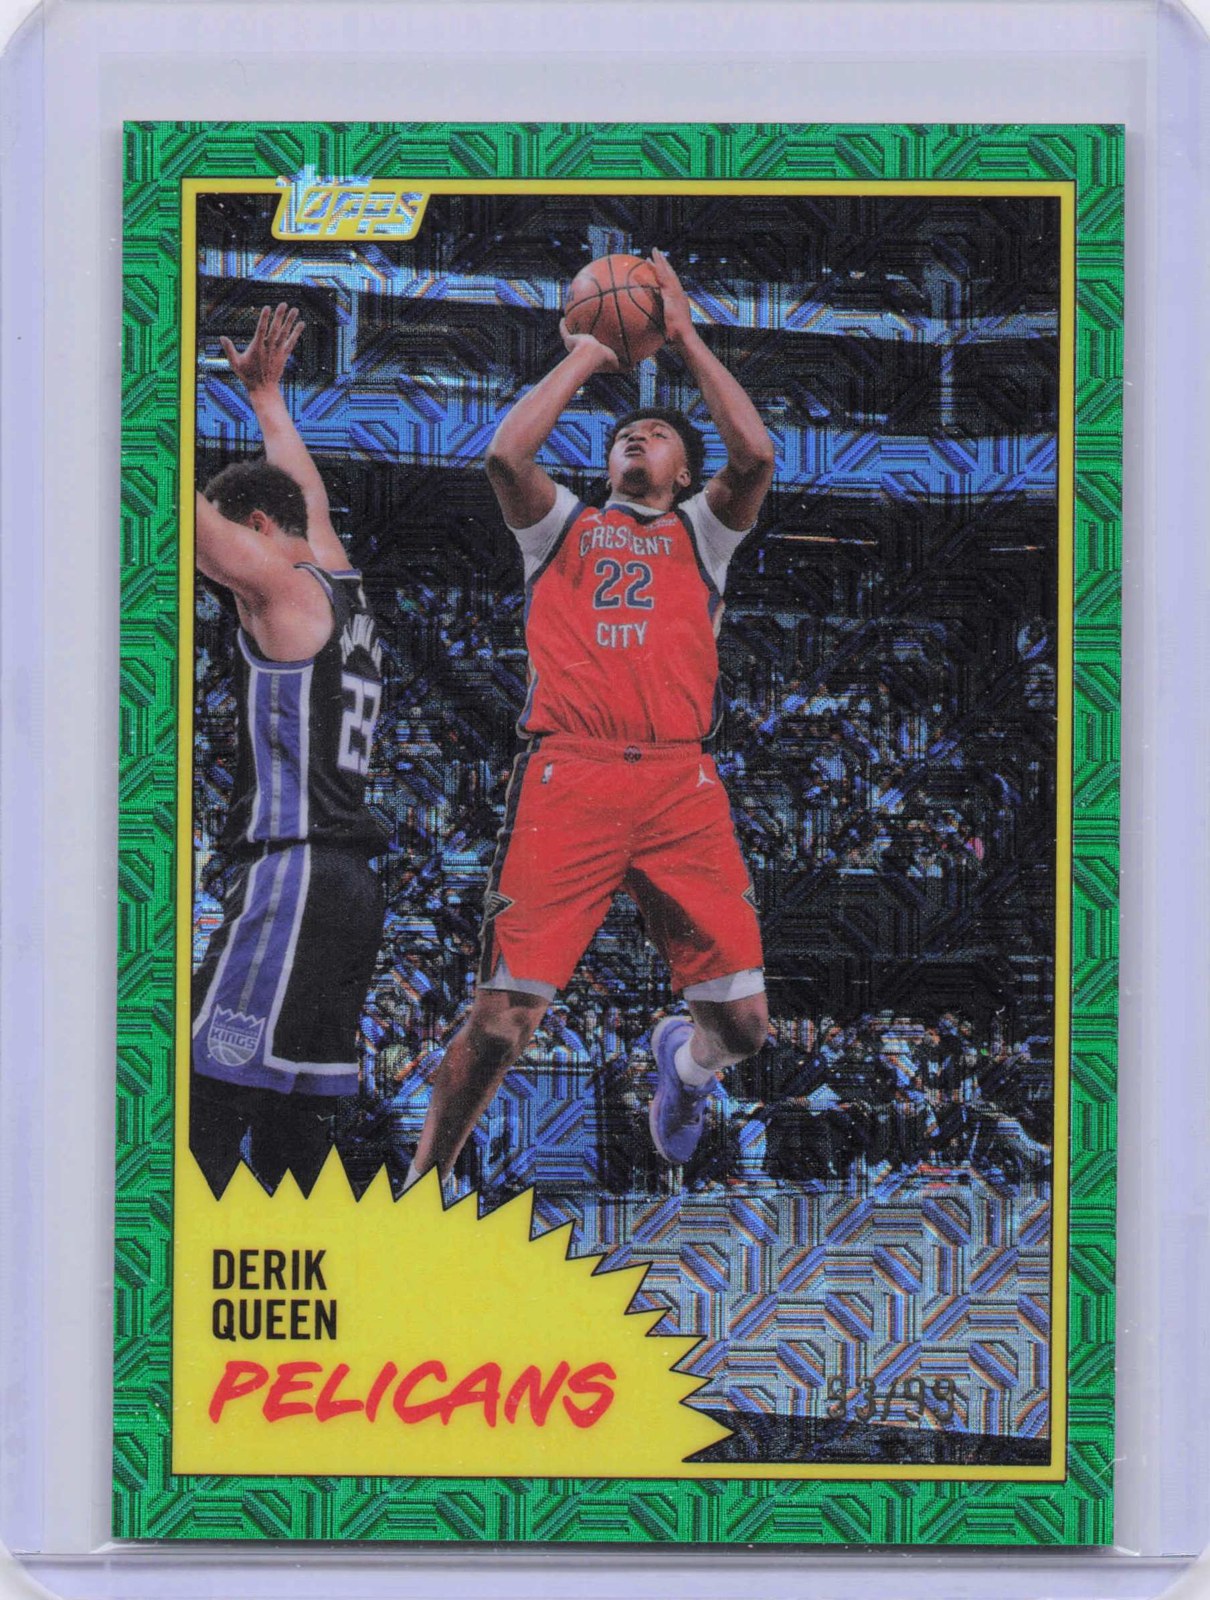 Topps
CRESCENT
22
CITY
23
KINGS
DERIK
QUEEN
PELICANS
93/99